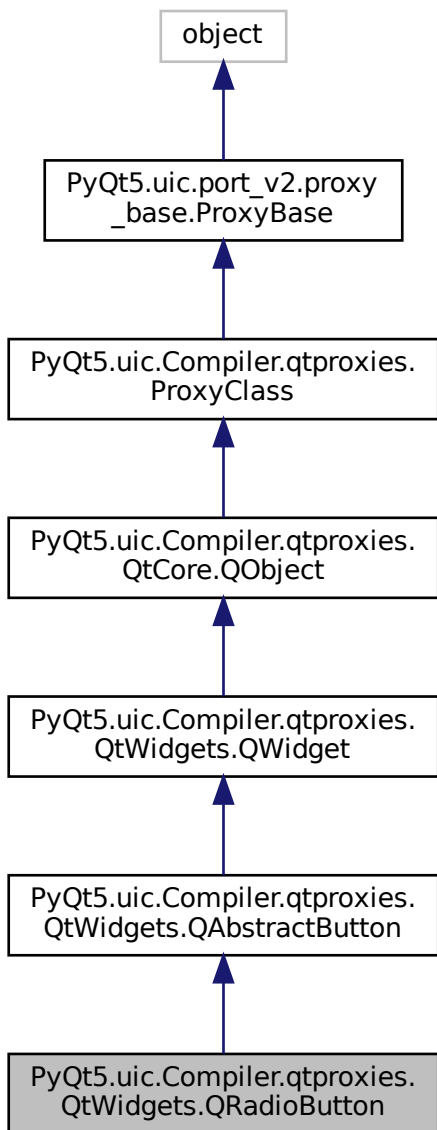 object
PyQt5.uic.port_v2.proxy
_base.ProxyBase
PyQt5.uic.Compiler.qtproxies.
ProxyClass
PyQt5.uic.Compiler.qtproxies.
QtCore.QObject
PyQt5.uic.Compiler.qtproxies.
QtWidgets.QWidget
PyQt5.uic.Compiler.qtproxies.
QtWidgets.QAbstractButton
PyQt5.uic.Compiler.qtproxies.
QtWidgets.QRadioButton